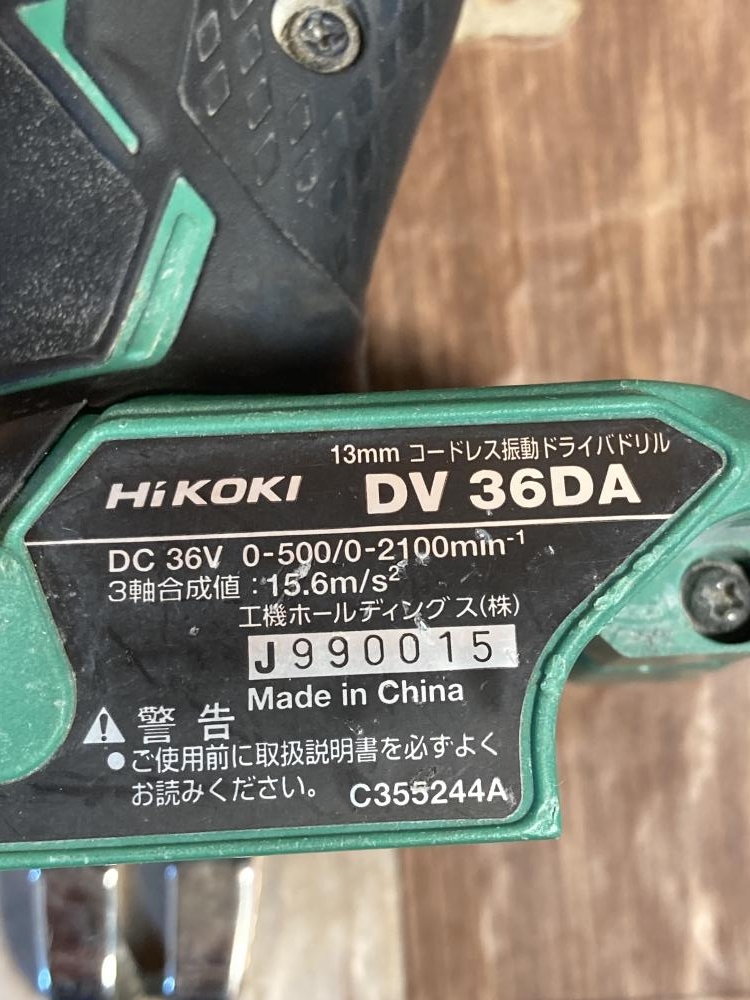 13mm コードレス振動ドライバドリル
HiKOKI DV 36DA
DC 36V 0-500/0-2100min⁻¹
3軸合成値:15.6m/s²
工機ホールディングス(株)
J990015
Made in China
警告
●ご使用前に取扱説明書を必ずよく
お読みください。 C355244A